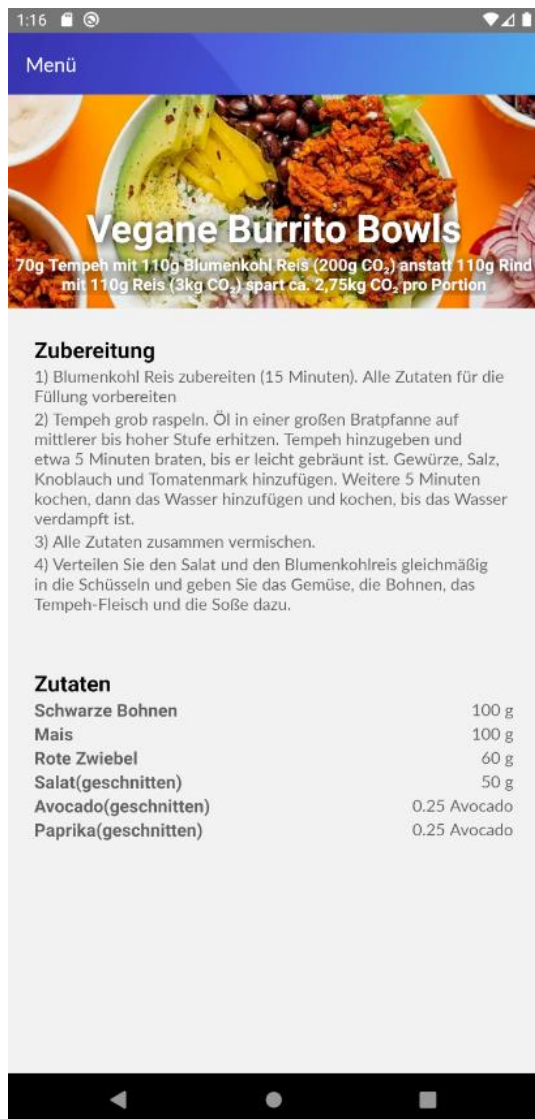 1:16
Menü
Vegane Burrito Bowls
70g Tempeh mit 110g Blumenkohl Reis (200g CO₂) anstatt 110g Rind
mit 110g Reis (3kg CO₂) spart ca. 2,75kg CO₂ pro Portion
Zubereitung
1) Blumenkohl Reis zubereiten (15 Minuten). Alle Zutaten für die
Füllung vorbereiten
2) Tempeh grob raspeln. Öl in einer großen Bratpfanne auf
mittlerer bis hoher Stufe erhitzen. Tempeh hinzugeben und
etwa 5 Minuten braten, bis er leicht gebräunt ist. Gewürze, Salz,
Knoblauch und Tomatenmark hinzufügen. Weitere 5 Minuten
kochen, dann das Wasser hinzufügen und kochen, bis das Wasser
verdampft ist.
3) Alle Zutaten zusammen vermischen.
4) Verteilen Sie den Salat und den Blumenkohlreis gleichmäßig
in die Schüsseln und geben Sie das Gemüse, die Bohnen, das
Tempeh-Fleisch und die Soße dazu.
Zutaten
Schwarze Bohnen 100 g
Mais 100 g
Rote Zwiebel 60 g
Salat(geschnitten) 50 g
Avocado(geschnitten) 0.25 Avocado
Paprika(geschnitten) 0.25 Avocado